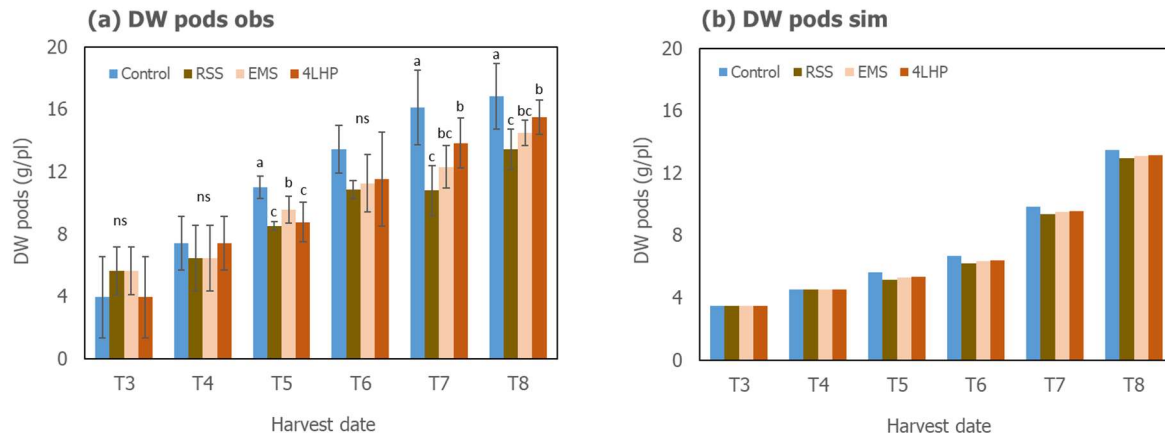 (a) DW pods obs
20
16
12
8
4
0
DW pods (g/pl)
Control RSS EMS 4LHP
ns
ns
a
c
b
c
ns
a
c
bc
b
a
c
bc
b
T3 T4 T5 T6 T7 T8
Harvest date
(b) DW pods sim
20
16
12
8
4
0
DW pods (g/pl)
Control RSS EMS 4LHP
T3 T4 T5 T6 T7 T8
Harvest date